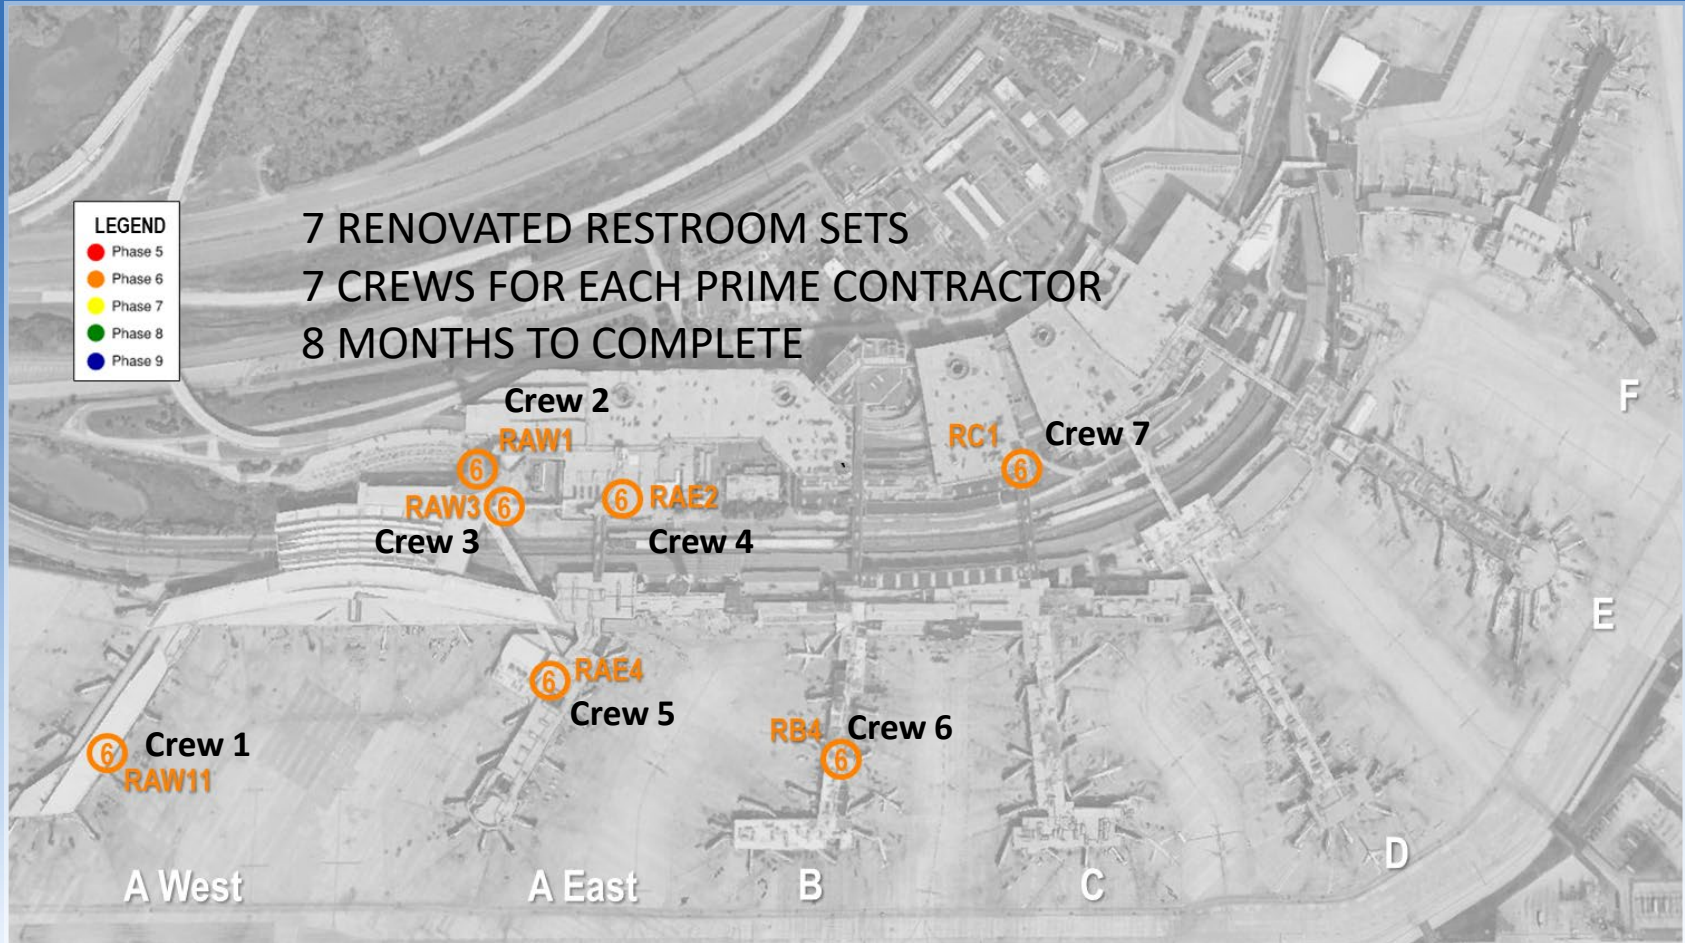 LEGEND
Phase 5
Phase 6
Phase 7
Phase 8
Phase 9
7 RENOVATED RESTROOM SETS
7 CREWS FOR EACH PRIME CONTRACTOR
8 MONTHS TO COMPLETE
Crew 2
RAW1
6
RAW3 6
Crew 3
6 RAE2
Crew 4
RC1 Crew 7
6
F
E
6 RAE4
Crew 5
6 Crew 1
RAW11
RB4 Crew 6
6
A West
A East
B
C
D